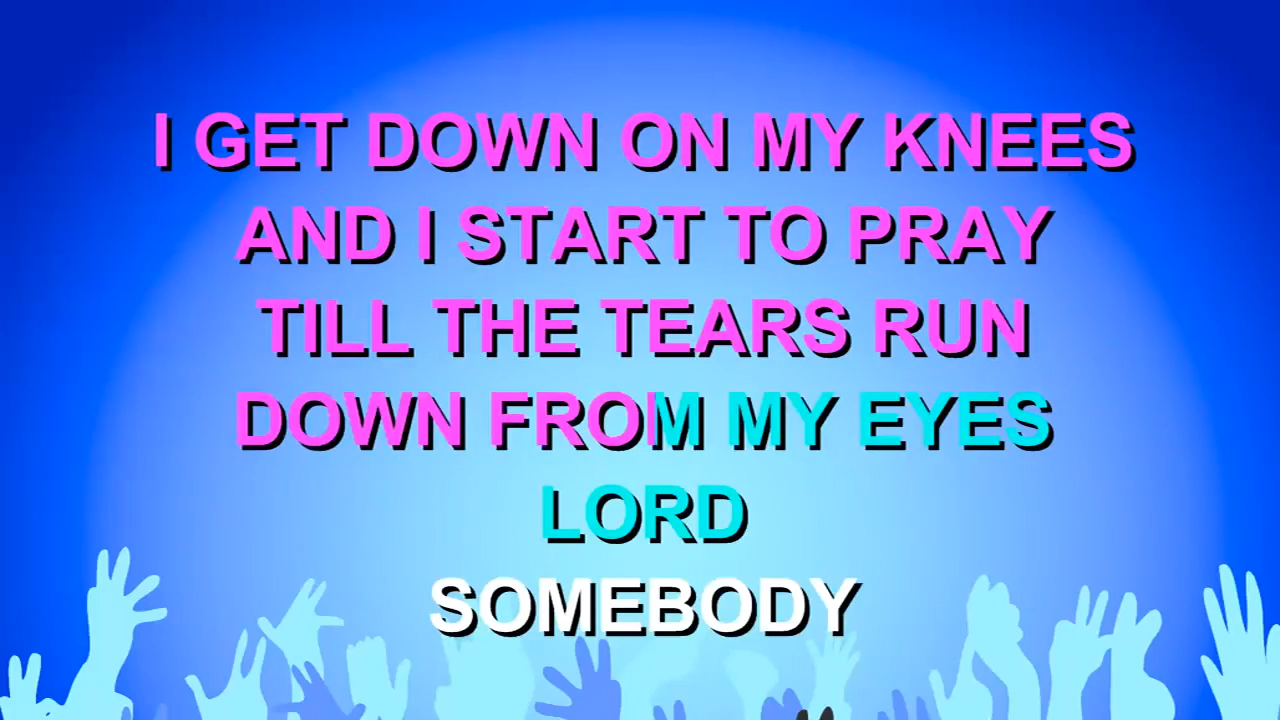 I GET DOWN ON MY KNEES
AND I START TO PRAY
TILL THE TEARS RUN
DOWN FROM MY EYES
LORD
SOMEBODY